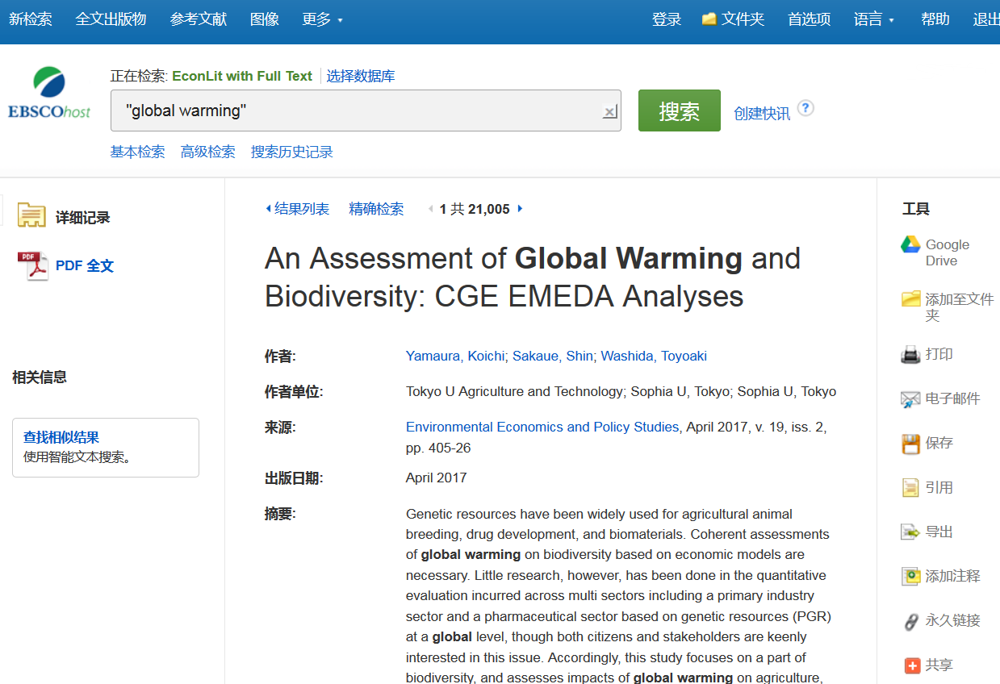 新检索 全文出版物 参考文献 图像 更多 登录 文件夹 首选项 语言 帮助 退出
EBSCOhost
正在检索: EconLit with Full Text 选择数据库
"global warming" 搜索 创建快讯 ?
基本检索 高级检索 搜索历史记录
详细记录
PDF 全文
相关信息
查找相似结果
使用智能文本搜索。
结果列表 精确检索 1 共 21,005
An Assessment of Global Warming and
Biodiversity: CGE EMEDA Analyses
作者: Yamaura, Koichi; Sakaue, Shin; Washida, Toyoaki
作者单位: Tokyo U Agriculture and Technology; Sophia U, Tokyo; Sophia U, Tokyo
来源: Environmental Economics and Policy Studies, April 2017, v. 19, iss. 2,
pp. 405-26
出版日期: April 2017
摘要: Genetic resources have been widely used for agricultural animal
breeding, drug development, and biomaterials. Coherent assessments
of global warming on biodiversity based on economic models are
necessary. Little research, however, has been done in the quantitative
evaluation incurred across multi sectors including a primary industry
sector and a pharmaceutical sector based on genetic resources (PGR)
at a global level, though both citizens and stakeholders are keenly
interested in this issue. Accordingly, this study focuses on a part of
biodiversity, and assesses impacts of global warming on agriculture,
工具
Google
Drive
添加至文件
夹
打印
电子邮件
保存
引用
导出
添加注释
永久链接
共享